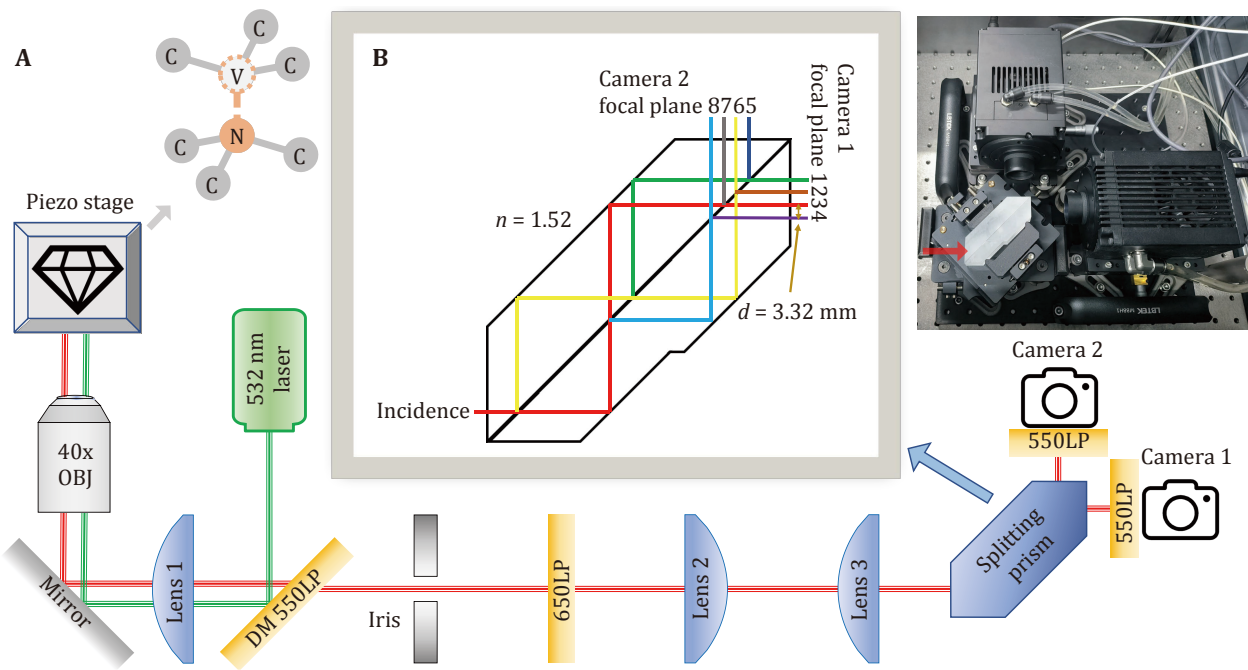 A
C
C
C
V
N
C
C
C
Piezo stage
40x
OBJ
532 nm
laser
Mirror
Lens 1
DM 550LP
Iris
650LP
Lens 2
Lens 3
Splitting
prism
550LP
Camera 1
550LP
Camera 2
B
Camera 2
focal plane 8765
Camera 1
focal plane 1234
n = 1.52
d = 3.32 mm
Incidence
LBTEK
LBTEK